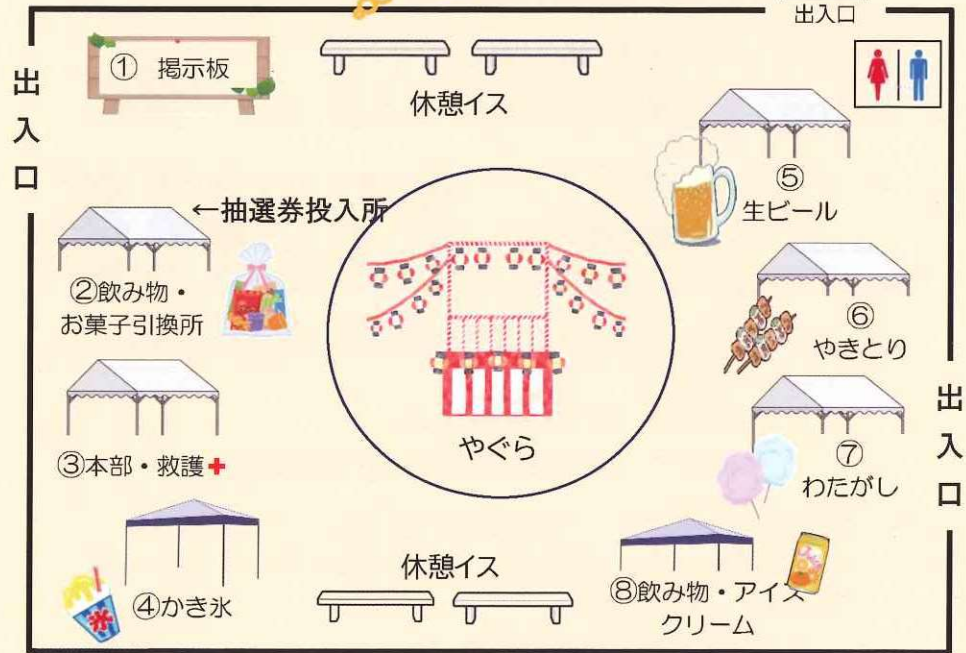 出入口
出入口
① 掲示板
休憩イス
⑤
生ビール
←抽選券投入所
②飲み物・
お菓子引換所
⑥
やきとり
出入口
③本部・救護
やぐら
⑦
わたがし
④かき氷
氷
休憩イス
⑧飲み物・アイス
クリーム